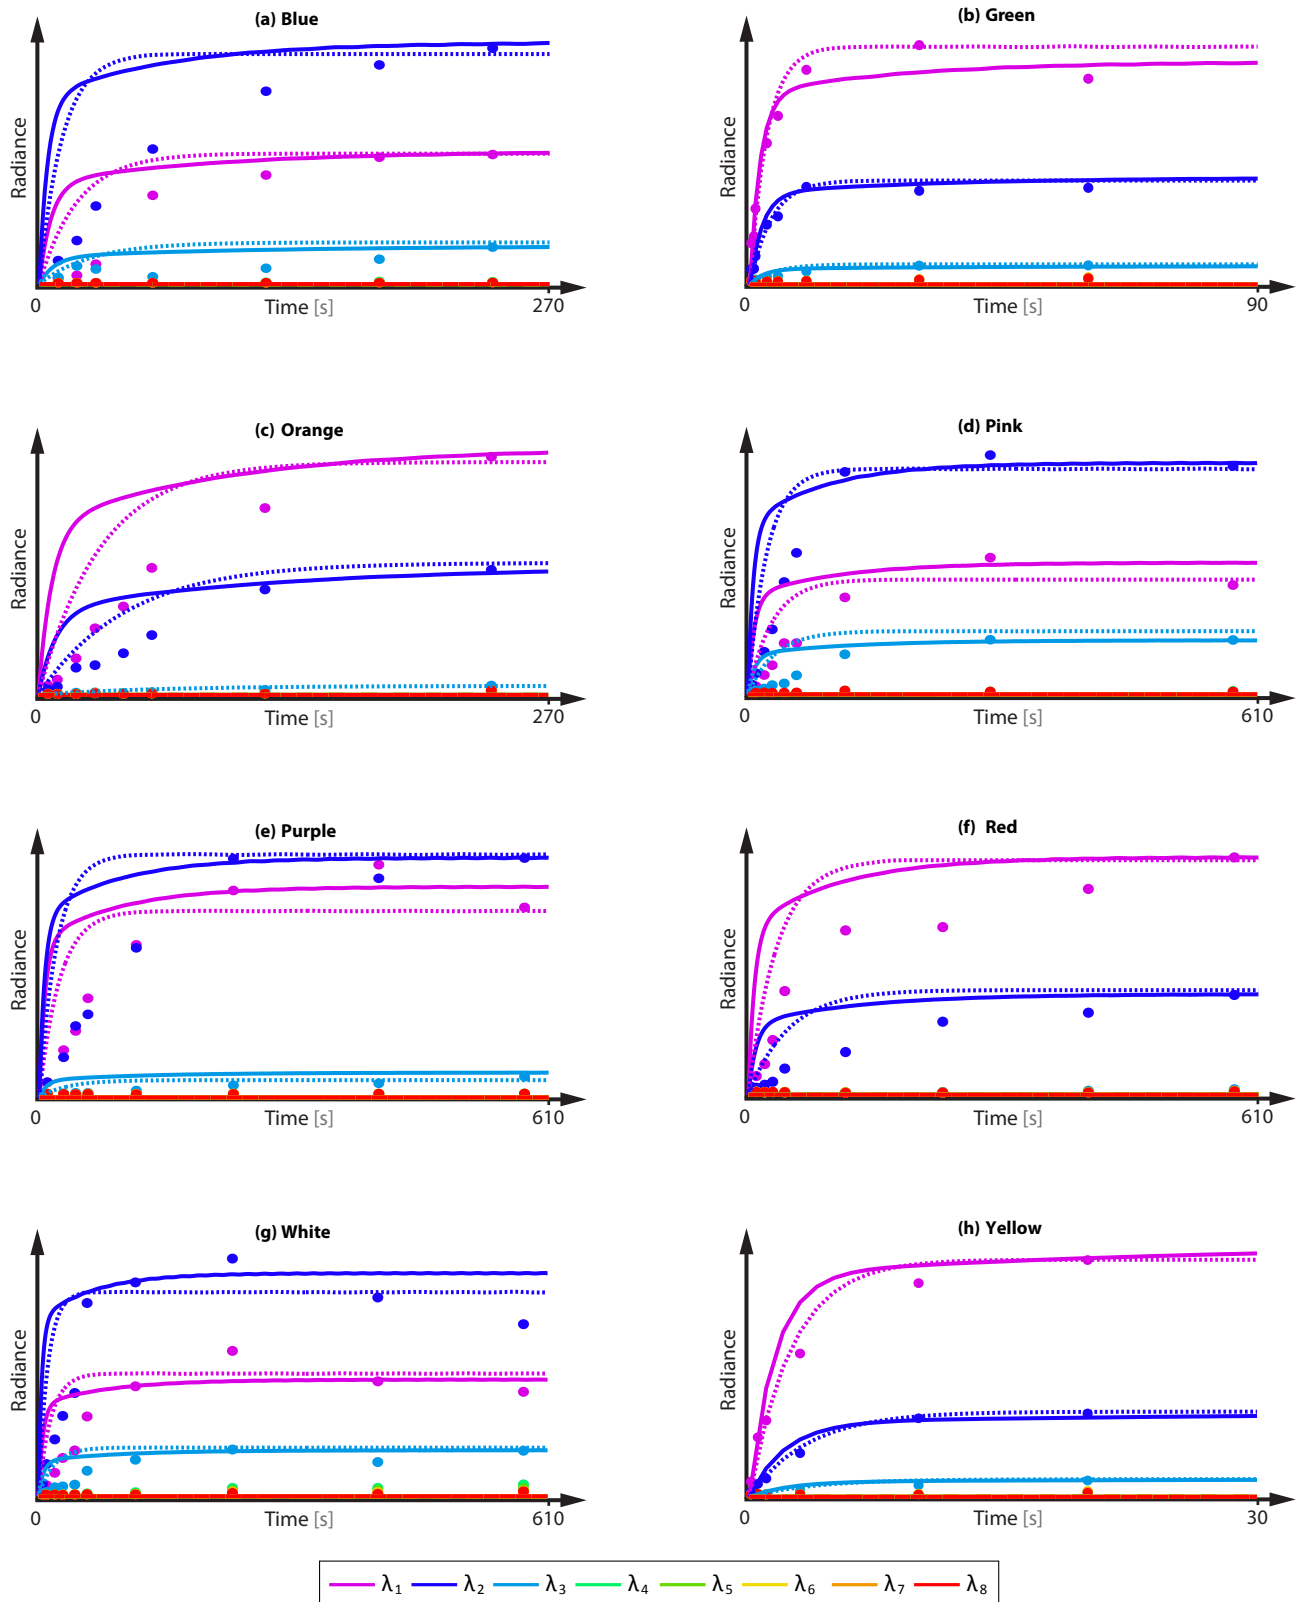 (a) Blue
Radiance
0
Time [s]
270
(b) Green
Radiance
0
Time [s]
90
(c) Orange
Radiance
0
Time [s]
270
(d) Pink
Radiance
0
Time [s]
610
(e) Purple
Radiance
0
Time [s]
610
(f) Red
Radiance
0
Time [s]
610
(g) White
Radiance
0
Time [s]
610
(h) Yellow
Radiance
0
Time [s]
30
λ₁ λ₂ λ₃ λ₄ λ₅ λ₆ λ₇ λ₈